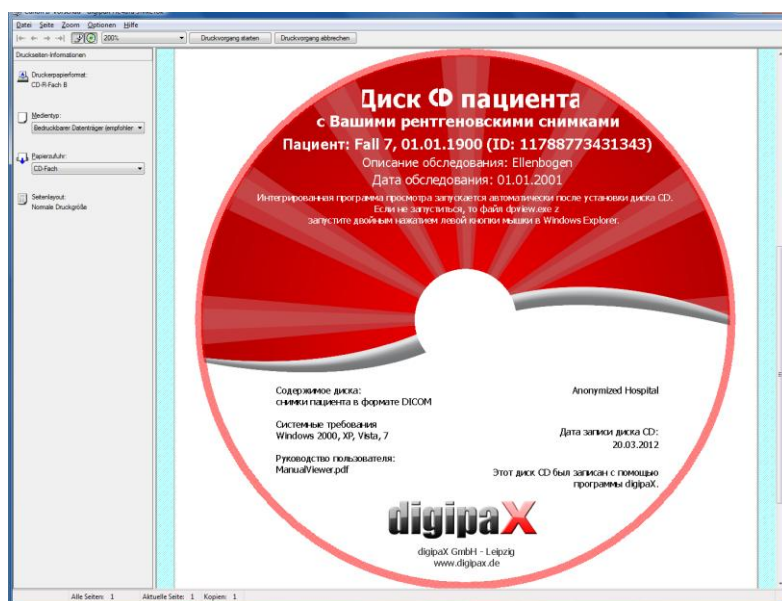 Datei Seite Zoom Optionen Hilfe
200%
Druckvorgang starten
Druckvorgang abbrechen
Druckseiten-Informationen
Druckerpapierformat:
CD-R-Fach B
Medientyp:
Bedruckbarer Datenträger (empfohlen
Papierzufuhr:
CD-Fach
Seitenlayout:
Normale Druckgröße
Диск CD пациента
с Вашими рентгеновскими снимками
Пациент: Fall 7, 01.01.1900 (ID: 11788773431343)
Описание обследования: Ellenbogen
Дата обследования: 01.01.2001
Интегрированная программа просмотра запускается автоматически после установки диска CD.
Если не запуститься, то файл dpview.exe z
запустите двойным нажатием левой кнопки мышки в Windows Explorer.
Содержимое диска:
снимки пациента в формате DICOM
Системные требования
Windows 2000, XP, Vista, 7
Руководство пользователя:
ManualViewer.pdf
Anonymized Hospital
Дата записи диска CD:
20.03.2012
Этот диск CD был записан с помощью
программы digipaX.
digipaX
digipaX GmbH - Leipzig
www.digipax.de
Alle Seiten: 1 Aktuelle Seite: 1 Kopien: 1